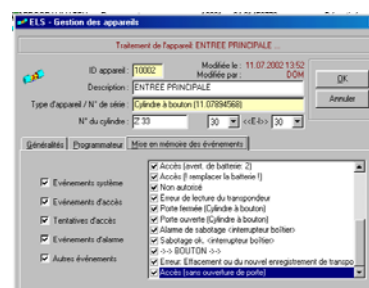 ELS - Gestion des appareils
Traitement de l'appareil: ENTREE PRINCIPALE ...
ID appareil : 10002
Modifiée le : 11.07.2002 13:52
Modifiée par : DOM
OK
Description : ENTREE PRINCIPALE
Annuler
Type d'appareil / N° de série : Cylindre à bouton (11.07894568)
N° du cylindre : Z 33 30 <<E-I>> 30
Généralités Programmateur Mise en mémoire des événements
Evénements système
Evénements d'accès
Tentatives d'accès
Evénements d'alarme
Autres événements
Accès (avert. de batterie: 2)
Accès (! remplacer la batterie !)
Non autorisé
Erreur de lecture du transpondeur
Porte fermée (Cylindre à bouton)
Porte ouverte (Cylindre à bouton)
Alarme de sabotage <interrupteur boîtier>
Sabotage ok. <interrupteur boîtier>
->-> BOUTON ->->
Erreur: Effacement ou du nouvel enregistrement de transpo
Accès (sans ouverture de porte)